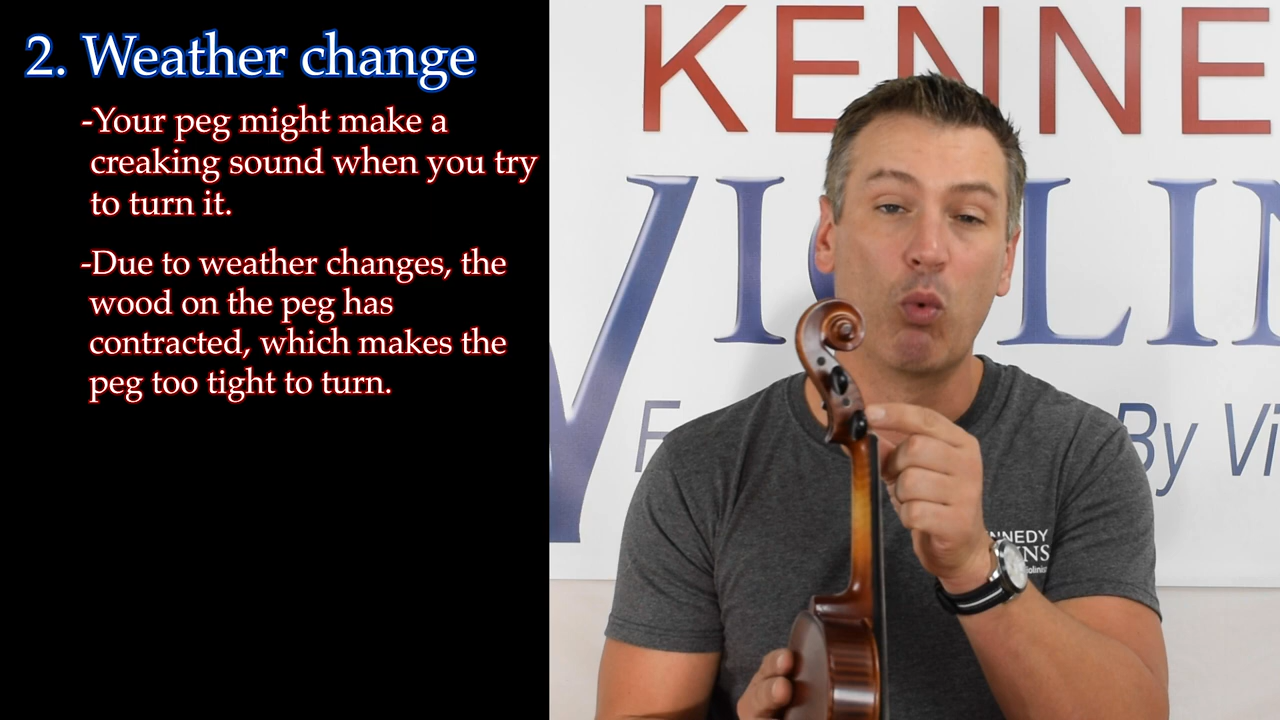 2. Weather change
-Your peg might make a
creaking sound when you try
to turn it.
-Due to weather changes, the
wood on the peg has
contracted, which makes the
peg too tight to turn.
KENNE
VIOLIN
By Vi
NNEDY